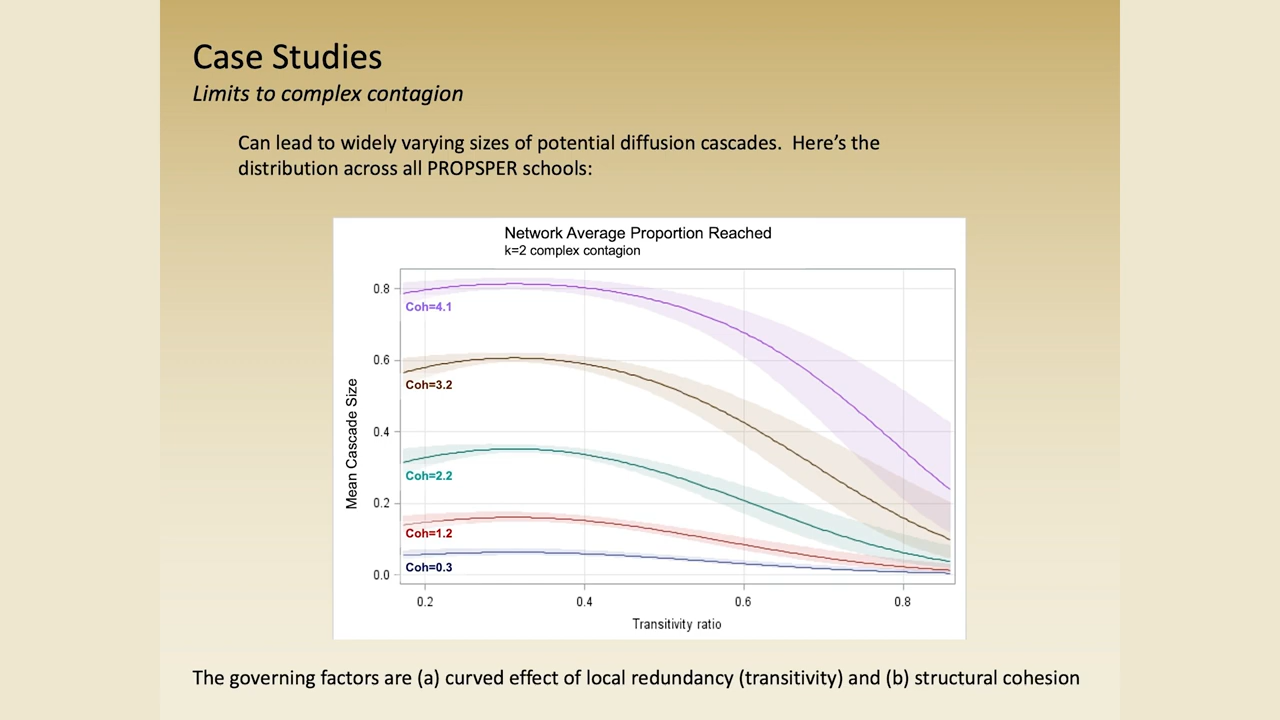 Case Studies
Limits to complex contagion
Can lead to widely varying sizes of potential diffusion cascades.  Here’s the
distribution across all PROPSPER schools:
Network Average Proportion Reached
k=2 complex contagion
Mean Cascade Size
0.8
0.6
0.4
0.2
0.0
Coh=4.1
Coh=3.2
Coh=2.2
Coh=1.2
Coh=0.3
0.2 0.4 0.6 0.8
Transitivity ratio
The governing factors are (a) curved effect of local redundancy (transitivity) and (b) structural cohesion